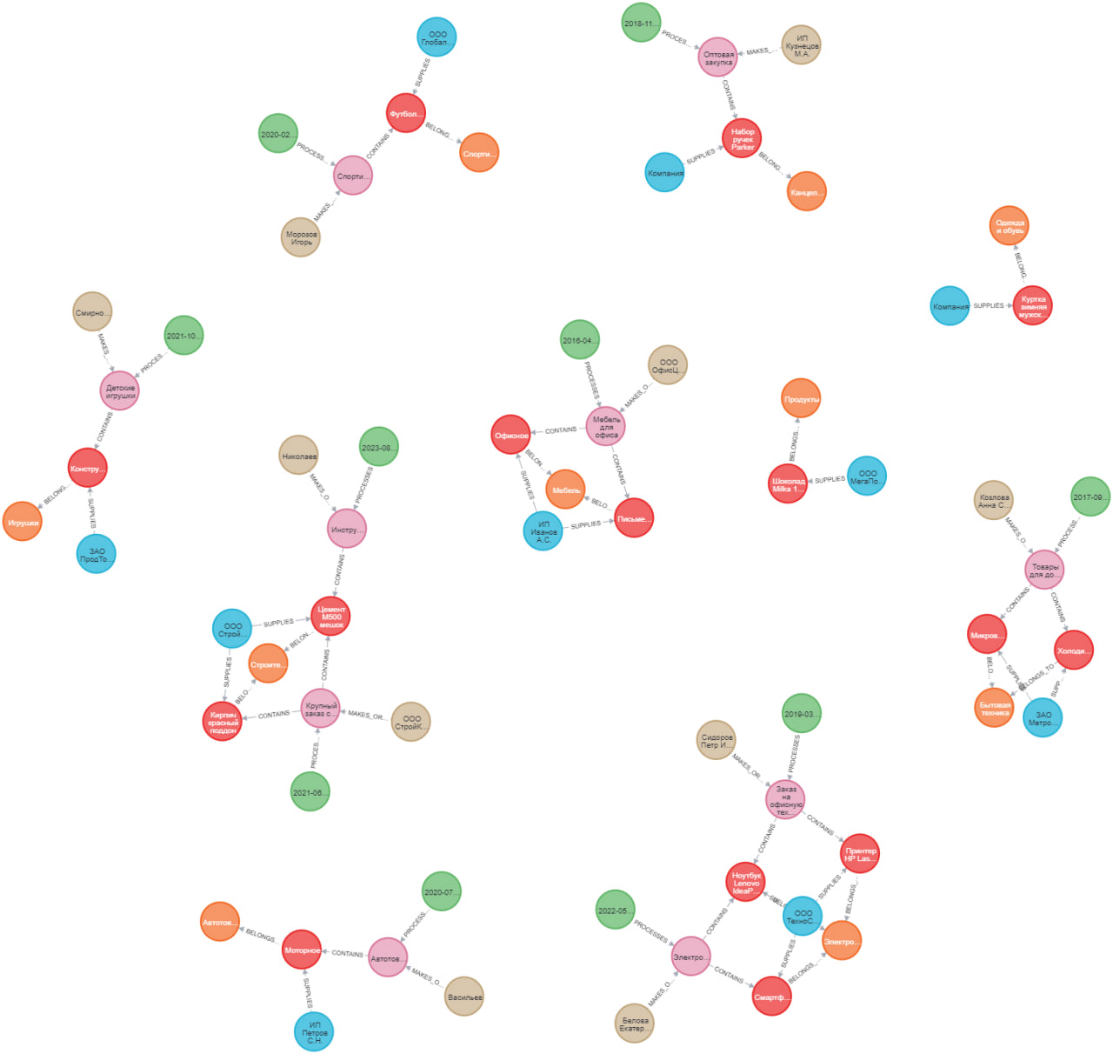 ООО
Глобал...
SUPPLIES
Футбол...
BELONG...
Спорти...
CONTAINS
2020-02...
PROCESS...
Спорти...
MAKES_...
Морозов
Игорь
2018-11...
PROCES...
Оптовая
закупка
MAKES_...
ИП
Кузнецов
М.А.
CONTAINS
Набор
ручек
Parker
SUPPLIES
Компания
BELONG...
Канцел...
Одежда
и обувь
BELONG...
Компания
SUPPLIES
Куртка
зимняя
мужск...
Смирно...
MAKES_...
2021-10...
PROCES...
Детские
игрушки
CONTAINS
Констру...
BELONG...
Игрушки
SUPPLIES
ЗАО
ПродТо...
2016-04...
PROCESSES
ООО
ОфисЦ...
MAKES_O...
Мебель
для
офиса
CONTAINS
Офисное
BELON...
Мебель
CONTAINS
BELO...
Письме...
SUPPLIES
SUPPLIES
ИП
Иванов
А.С.
Продукты
BELONGS...
Шоколад
Milka 1...
SUPPLIES
ООО
МегаПо...
Николаев
MAKES_O...
2023-08...
PROCESSES
Инстру...
CONTAINS
Цемент
М500
мешок
ООО
Строй...
SUPPLIES
BELON...
Строите...
SUPPLIES
CONTAINS
BELO...
Кирпич
красный
поддон
CONTAINS
Крупный
заказ с...
MAKES_OR...
ООО
СтройК...
PROCES...
2021-06...
Козлова
Анна С...
MAKES_O...
2017-09...
PROCESS...
Товары
для до...
CONTAINS
CONTAINS
Микров...
Холоди...
BELO...
BELONGS_TO
SUPP...
Бытовая
техника
ЗАО
Метро...
Сидоров
Петр И...
MAKES_OR...
2019-03...
PROCESSES
Заказ
на
офисную
тех...
CONTAINS
CONTAINS
Принтер
HP Las...
Ноутбук
Lenovo
IdeaP...
SUPPLIES
BELONGS_...
ООО
ТехноС...
Электро...
2022-05...
PROCESSES
CONTAINS
Электро...
SUPPLIES
CONTAINS
BELONGS_...
Смартф...
MAKES_O...
Белова
Екатер...
2020-07...
PROCESS...
Автотов...
BELONGS...
Моторное
CONTAINS
Автотов...
MAKES_O...
Васильев
SUPPLIES
ИП
Петров
С.Н.